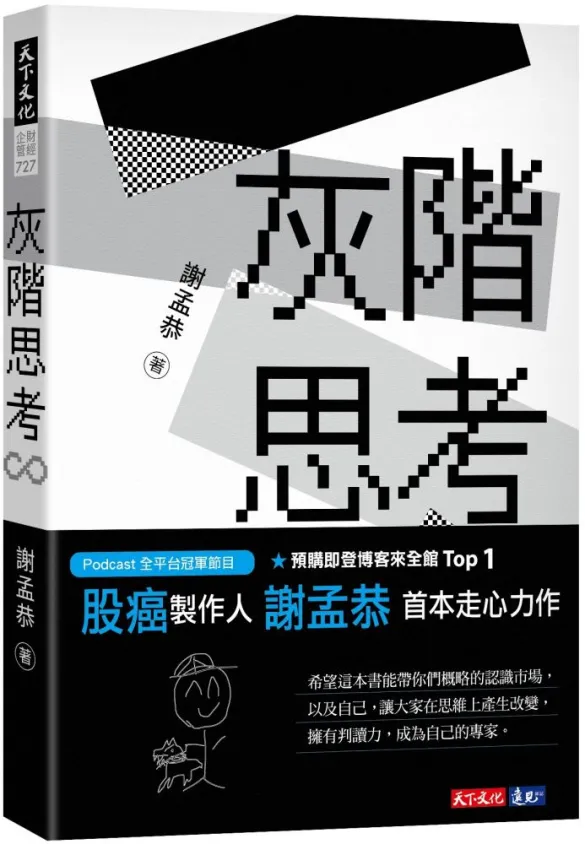 天下文化
財經
企管
727
灰階思考
謝孟恭
著
灰階
思考
謝孟恭
著
Podcast 全平台冠軍節目
★預購即登博客來全館 Top 1
股癌製作人 謝孟恭 首本走心力作
希望這本書能帶你們概略的認識市場，
以及自己，讓大家在思維上產生改變，
擁有判讀力，成為自己的專家。
天下文化
遠見